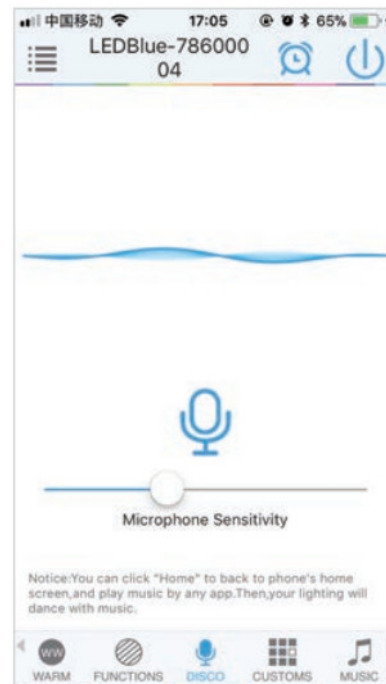 中国移动 17:05 65%
LEDBlue-786000
04
Microphone Sensitivity
Notice:You can click "Home" to back to phone's home
screen,and play music by any app.Then,your lighting will
dance with music.
WW
WARM FUNCTIONS DISCO CUSTOMS MUSIC